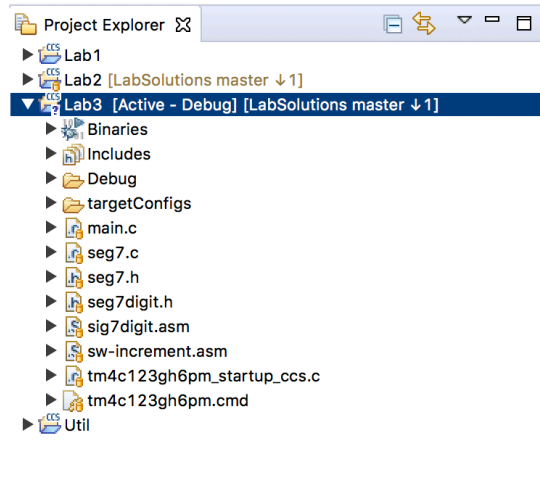 Project Explorer
Lab1
Lab2 [LabSolutions master ↓1]
Lab3 [Active - Debug] [LabSolutions master ↓1]
Binaries
Includes
Debug
targetConfigs
main.c
seg7.c
seg7.h
seg7digit.h
sig7digit.asm
sw-increment.asm
tm4c123gh6pm_startup_ccs.c
tm4c123gh6pm.cmd
Util